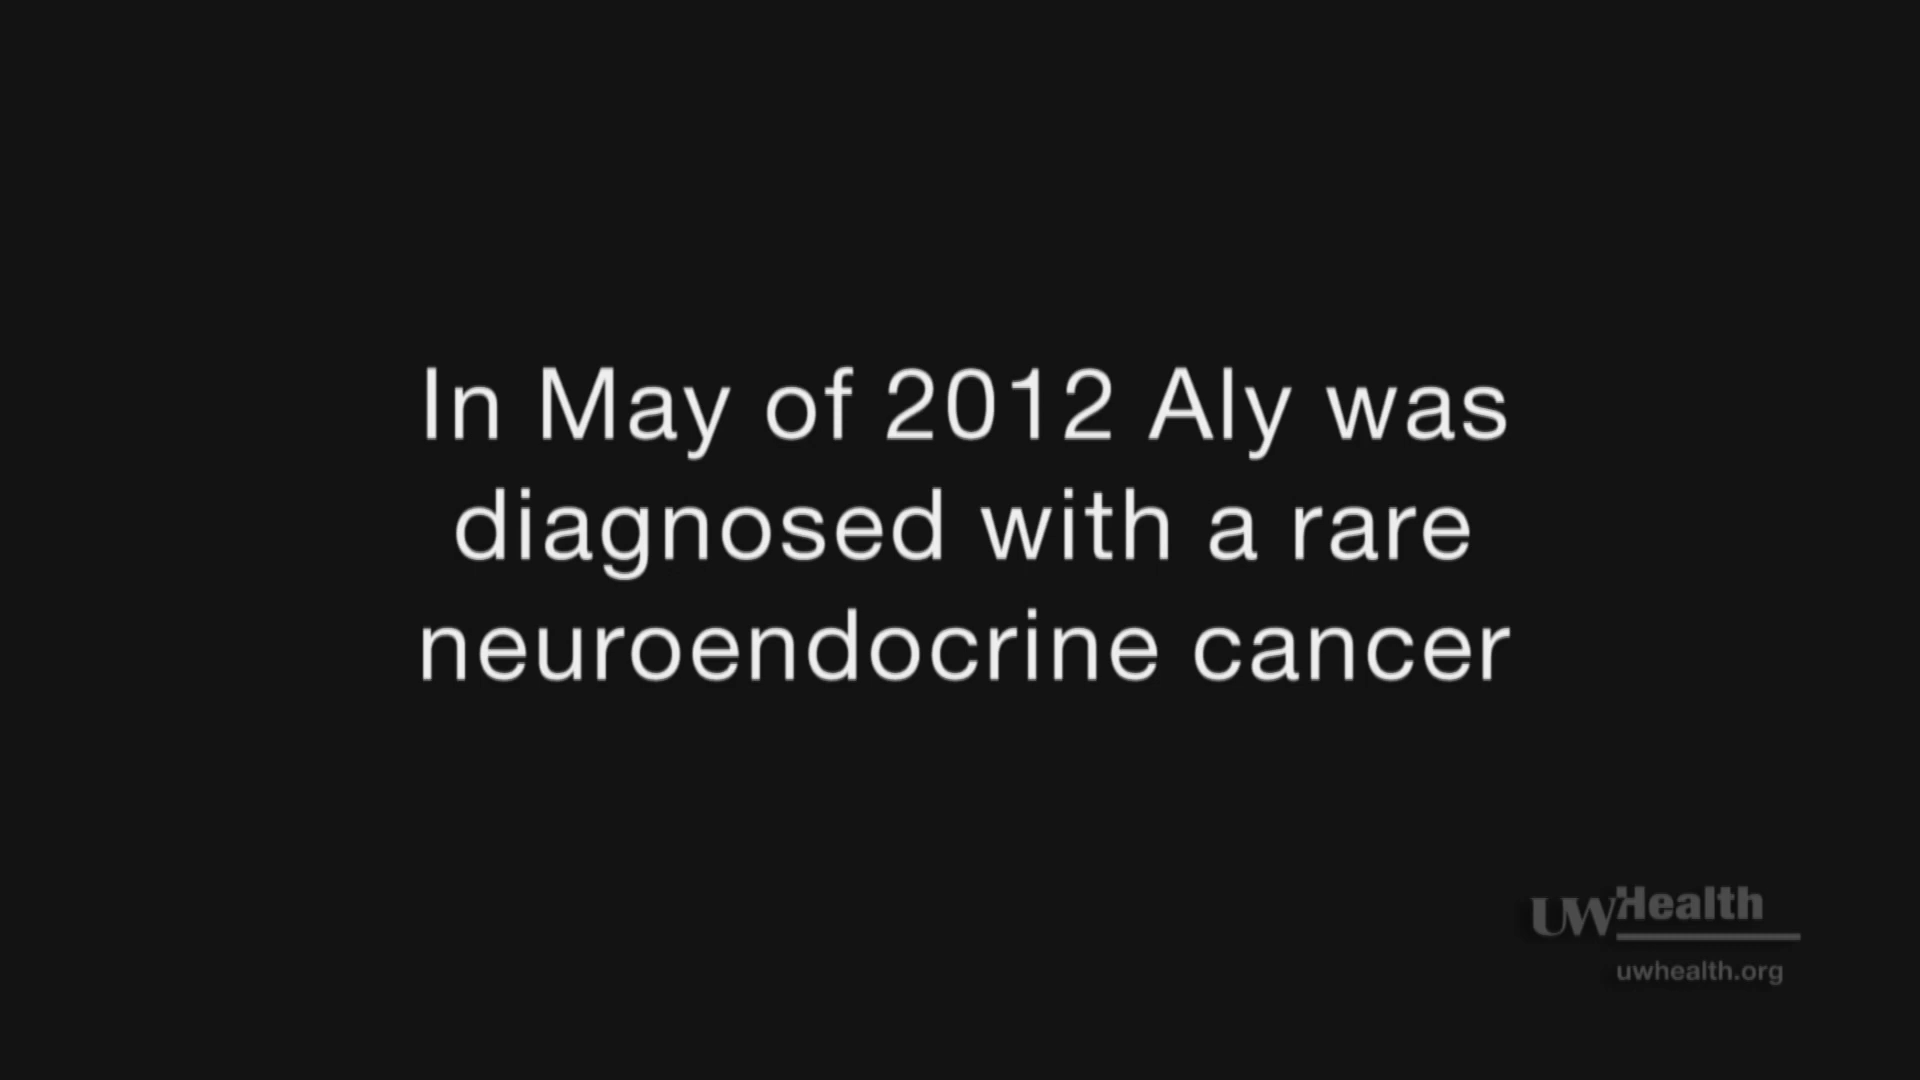 In May of 2012 Aly was
diagnosed with a rare
neuroendocrine cancer
UWHealth
uwhealth.org